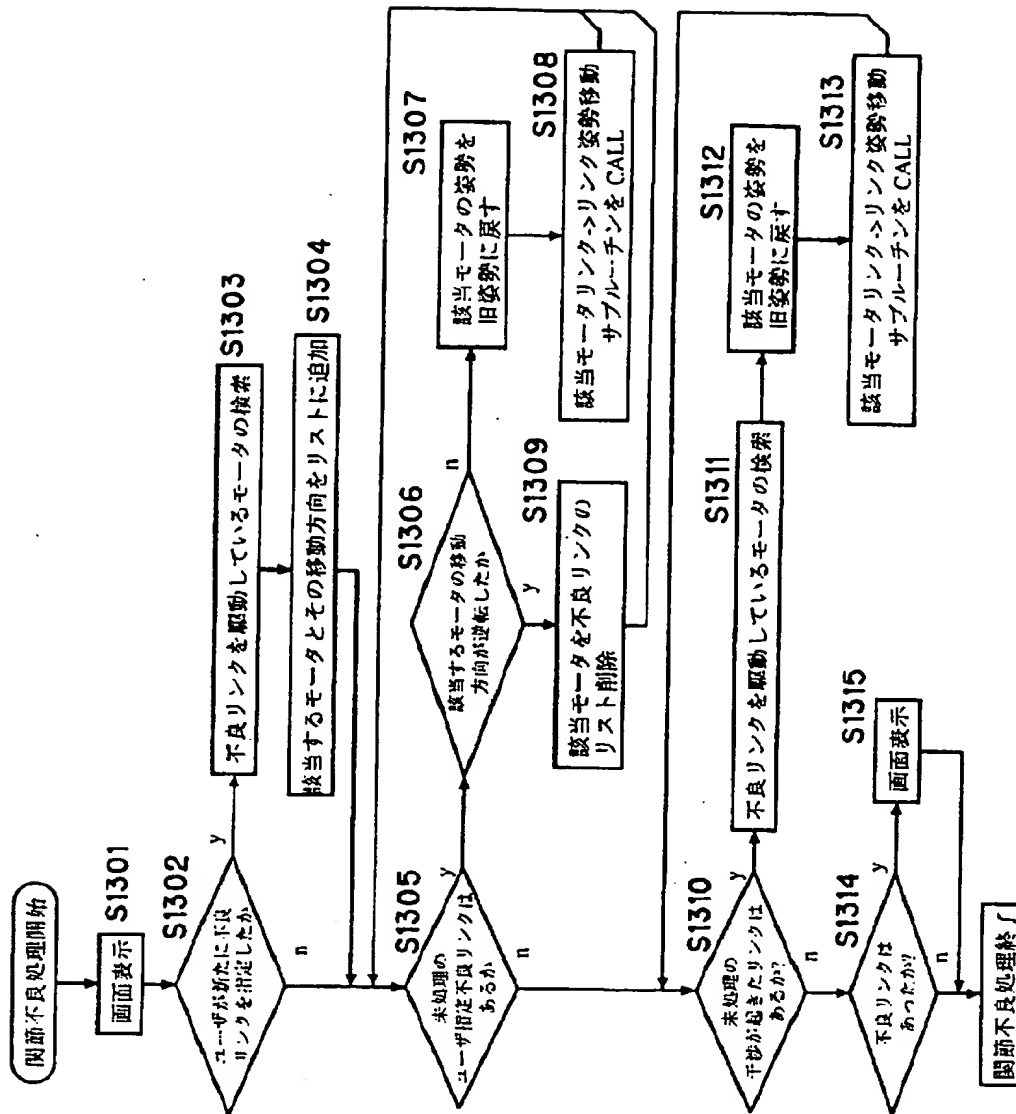 関節不良処理開始
S1301
画面表示
S1302
ユーザが新たに不良
リンクを指定したか
y
n
S1303
不良リンクを駆動しているモータの検索
S1304
該当するモータとその移動方向をリストに追加
S1305
未処理の
ユーザ指定不良リンクは
あるか
y
n
S1306
該当するモータの移動
方向が逆転したか
n
y
S1307
該当モータの姿勢を
旧姿勢に戻す
S1308
該当モータリンク->リンク姿勢移動
サブルーチンをCALL
S1309
該当モータを不良リンクの
リスト削除
S1310
未処理の
干渉が起きたリンクは
あるか?
y
n
S1311
不良リンクを駆動しているモータの検索
S1312
該当モータの姿勢を
旧姿勢に戻す
S1313
該当モータリンク->リンク姿勢移動
サブルーチンをCALL
S1314
不良リンクは
あったか?
y
n
S1315
画面表示
関節不良処理終了